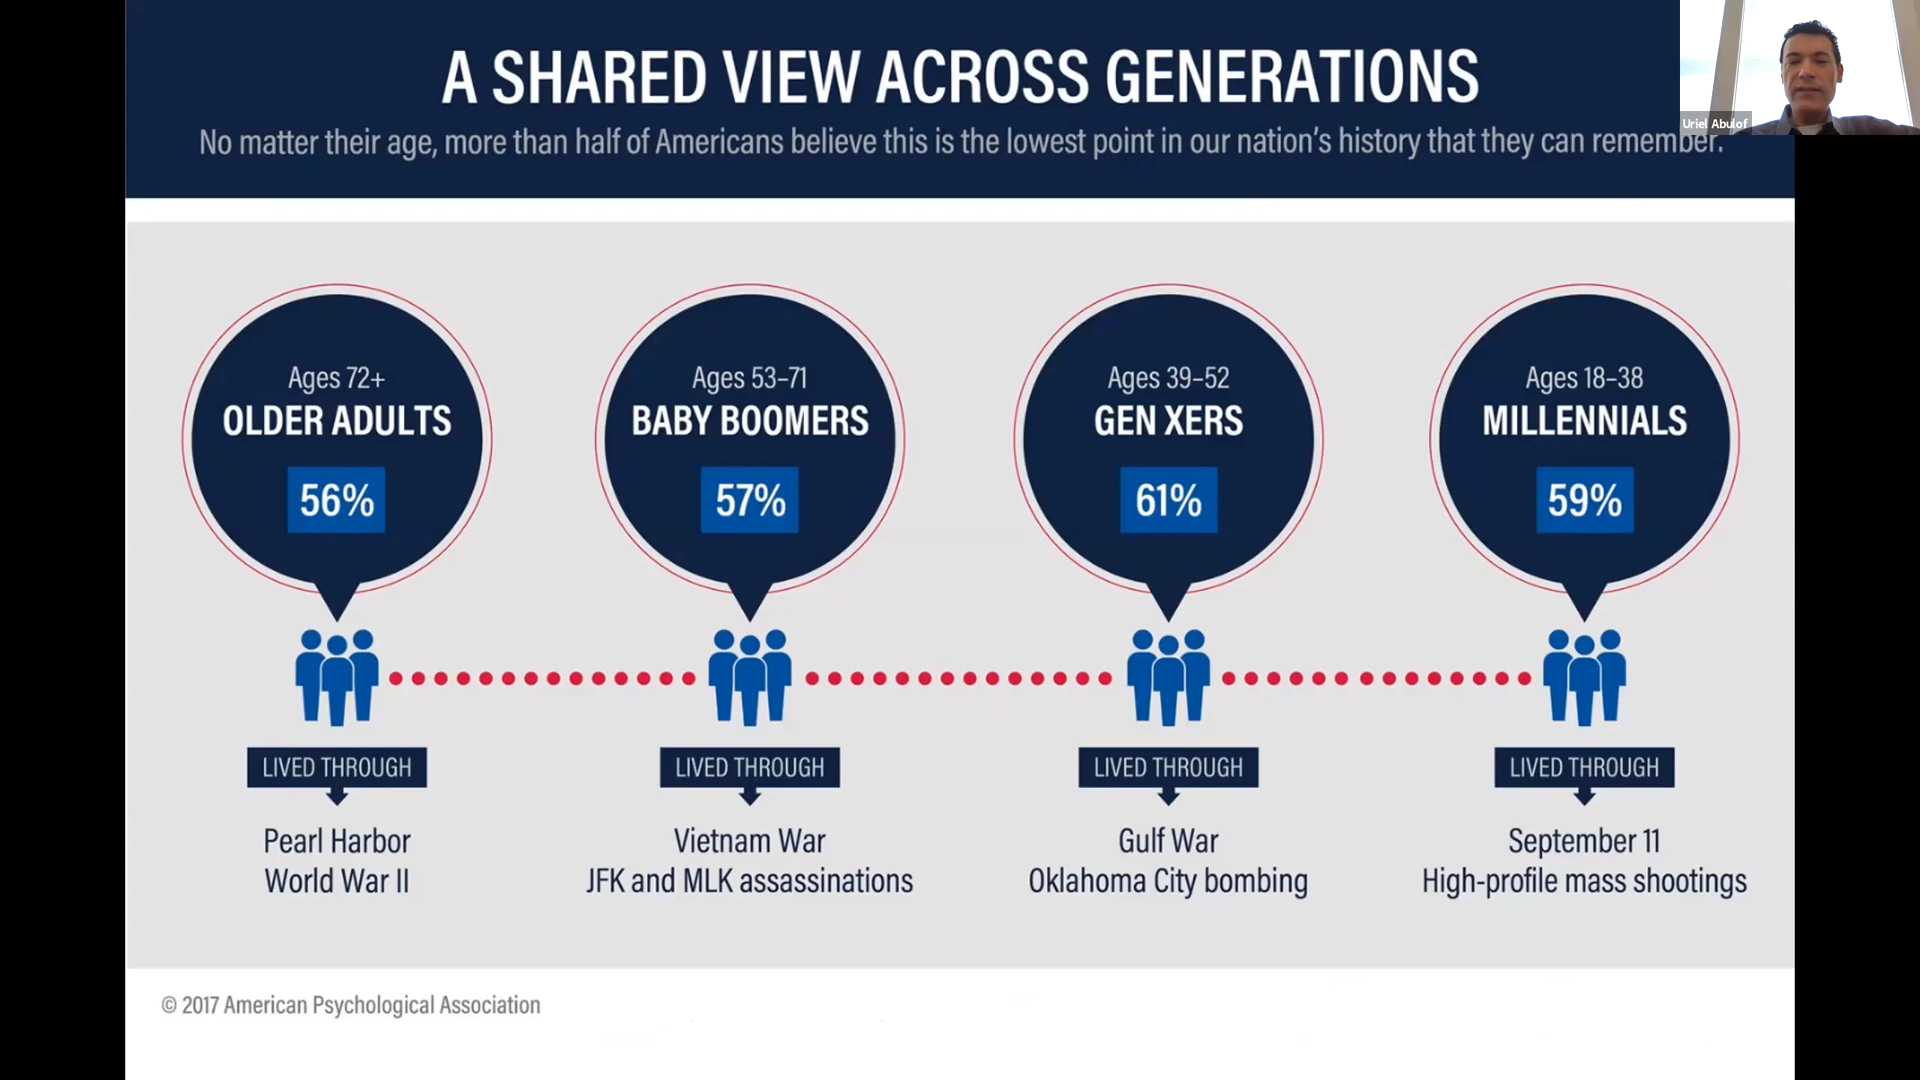 A SHARED VIEW ACROSS GENERATIONS
No matter their age, more than half of Americans believe this is the lowest point in our nation's history that they can remember.
Uriel Abulof
Ages 72+
OLDER ADULTS
56%
Ages 53–71
BABY BOOMERS
57%
Ages 39–52
GEN XERS
61%
Ages 18–38
MILLENNIALS
59%
LIVED THROUGH
Pearl Harbor
World War II
LIVED THROUGH
Vietnam War
JFK and MLK assassinations
LIVED THROUGH
Gulf War
Oklahoma City bombing
LIVED THROUGH
September 11
High-profile mass shootings
© 2017 American Psychological Association